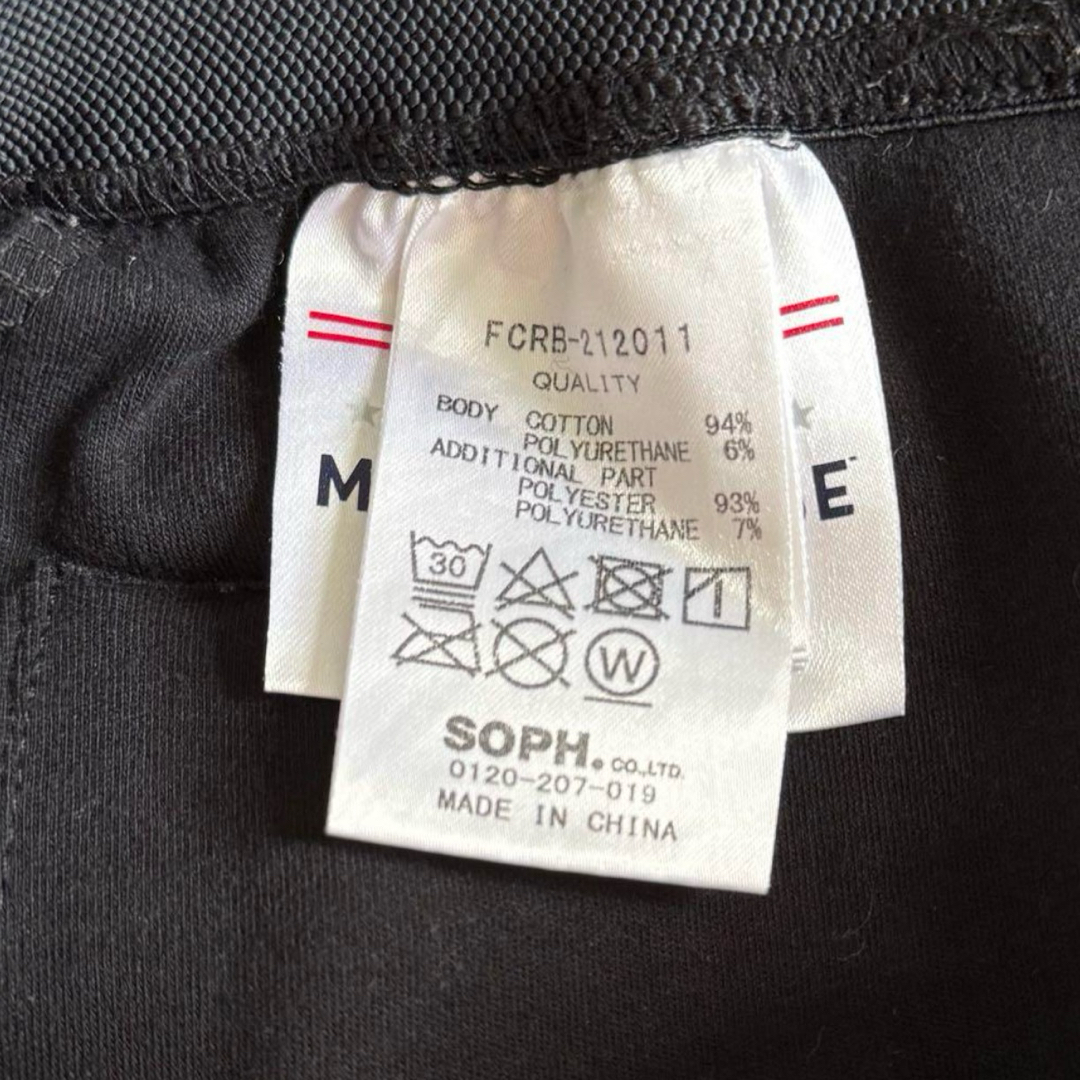 FCRB-212011
QUALITY
BODY COTTON 94%
POLYURETHANE 6%
ADDITIONAL PART
POLYESTER 93%
POLYURETHANE 7%
30
W
SOPH. CO.,LTD.
0120-207-019
MADE IN CHINA